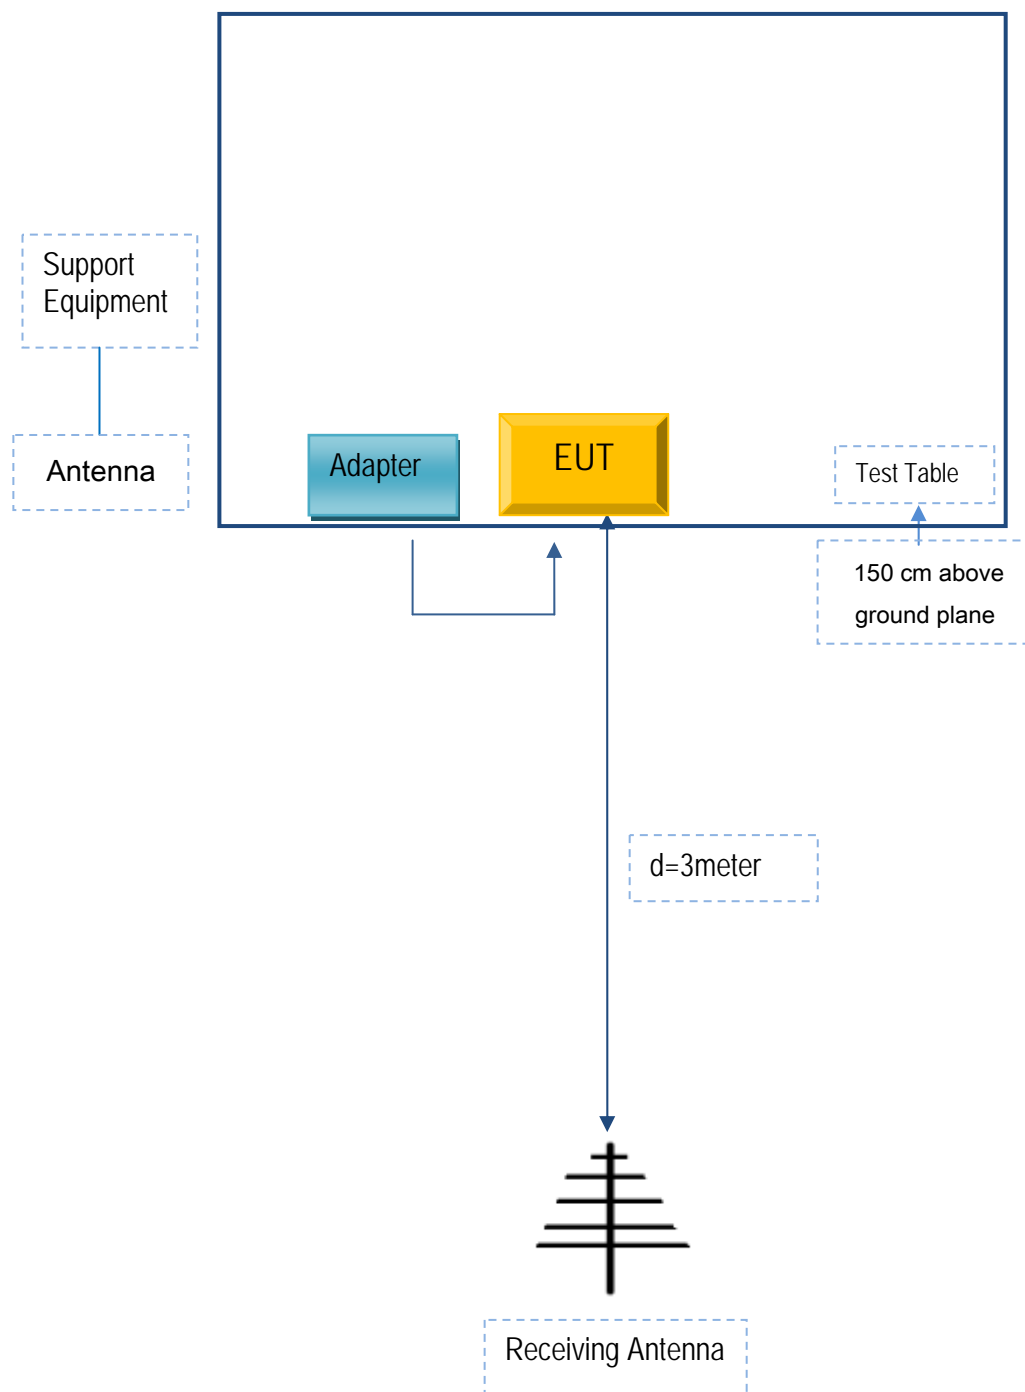 Support
Equipment
Antenna
Adapter
EUT
Test Table
150 cm above
ground plane
d=3meter
Receiving Antenna